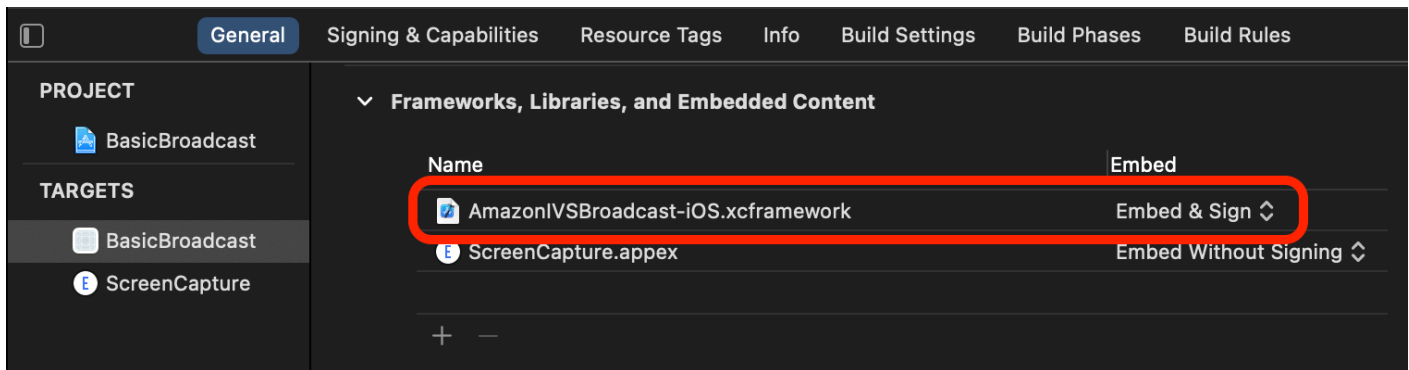 General Signing & Capabilities Resource Tags Info Build Settings Build Phases Build Rules
PROJECT
BasicBroadcast
TARGETS
BasicBroadcast
E ScreenCapture
Frameworks, Libraries, and Embedded Content
Name Embed
AmazonIVSBroadcast-iOS.xcframework Embed & Sign
E ScreenCapture.appex Embed Without Signing